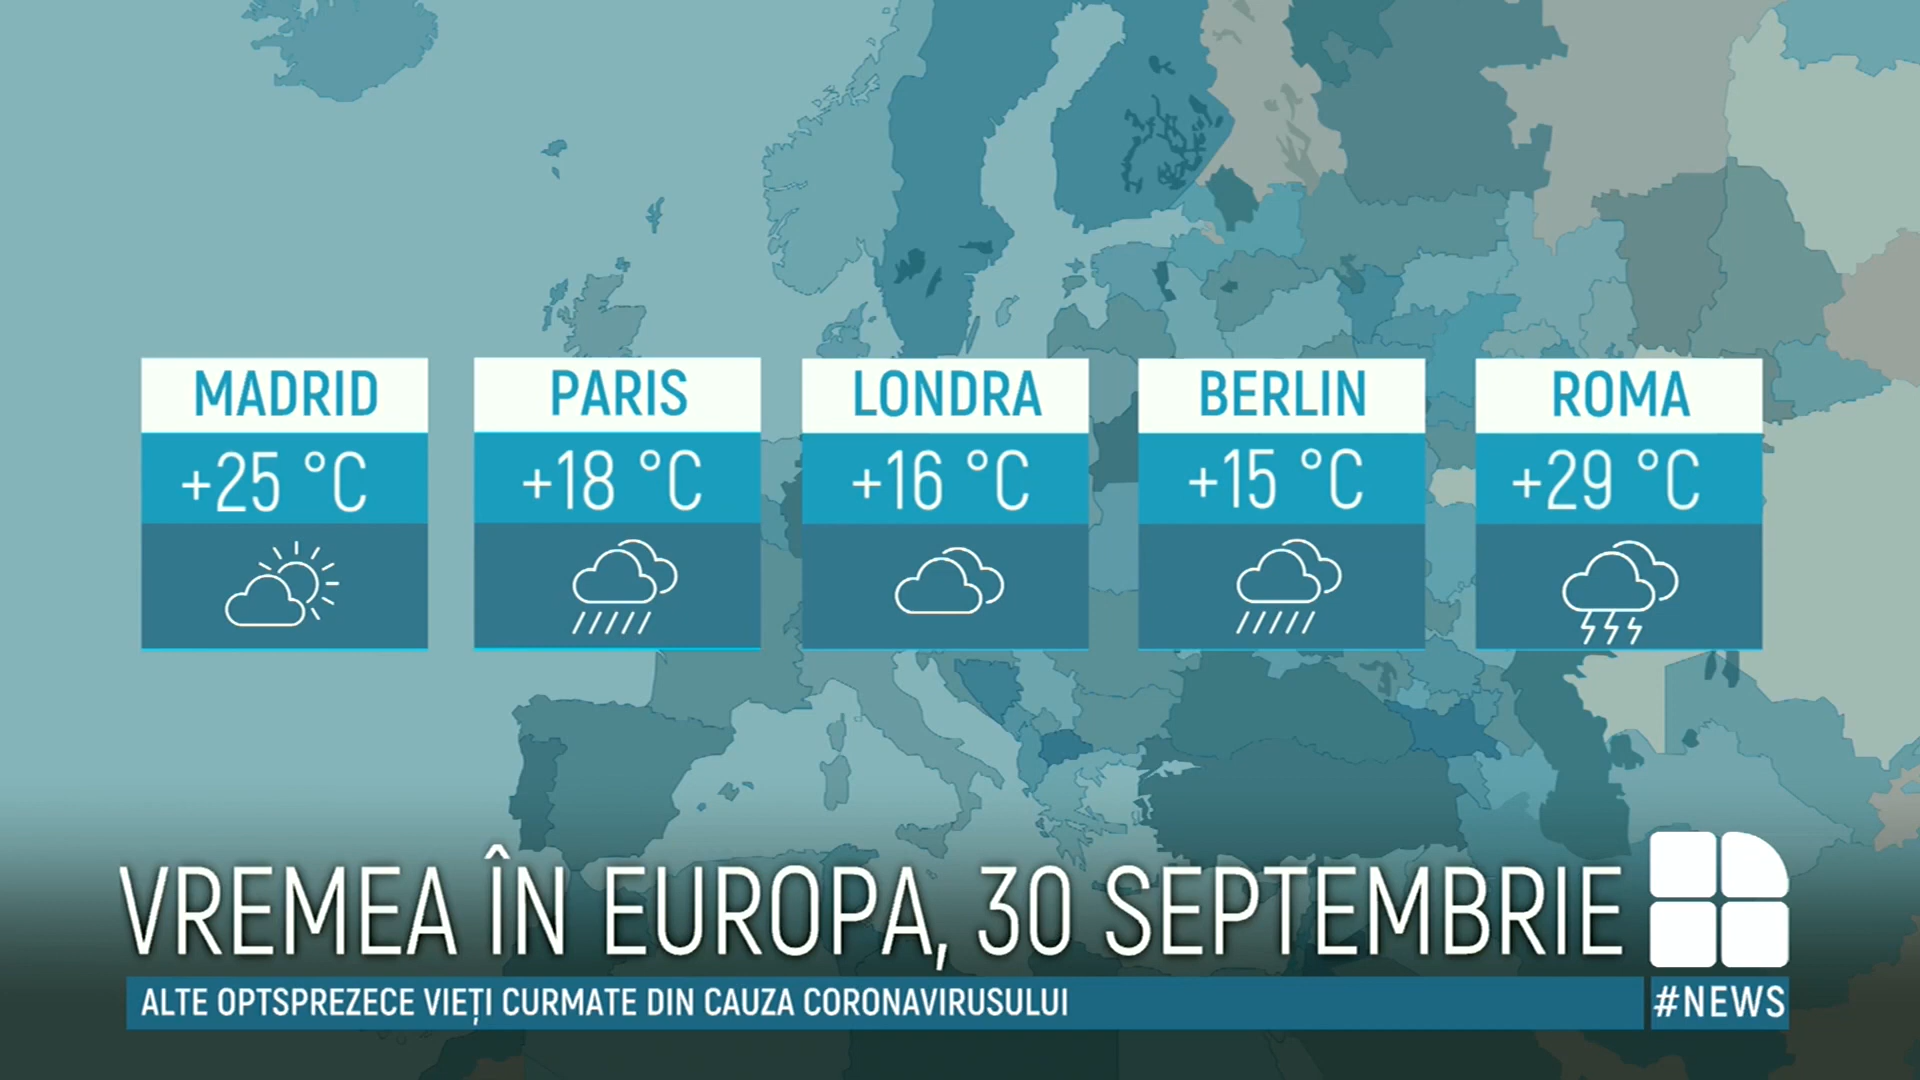 MADRID
+25 °C
PARIS
+18 °C
LONDRA
+16 °C
BERLIN
+15 °C
ROMA
+29 °C
VREMEA ÎN EUROPA, 30 SEPTEMBRIE
ALTE OPTSPREZECE VIEȚI CURMATE DIN CAUZA CORONAVIRUSULUI
#NEWS